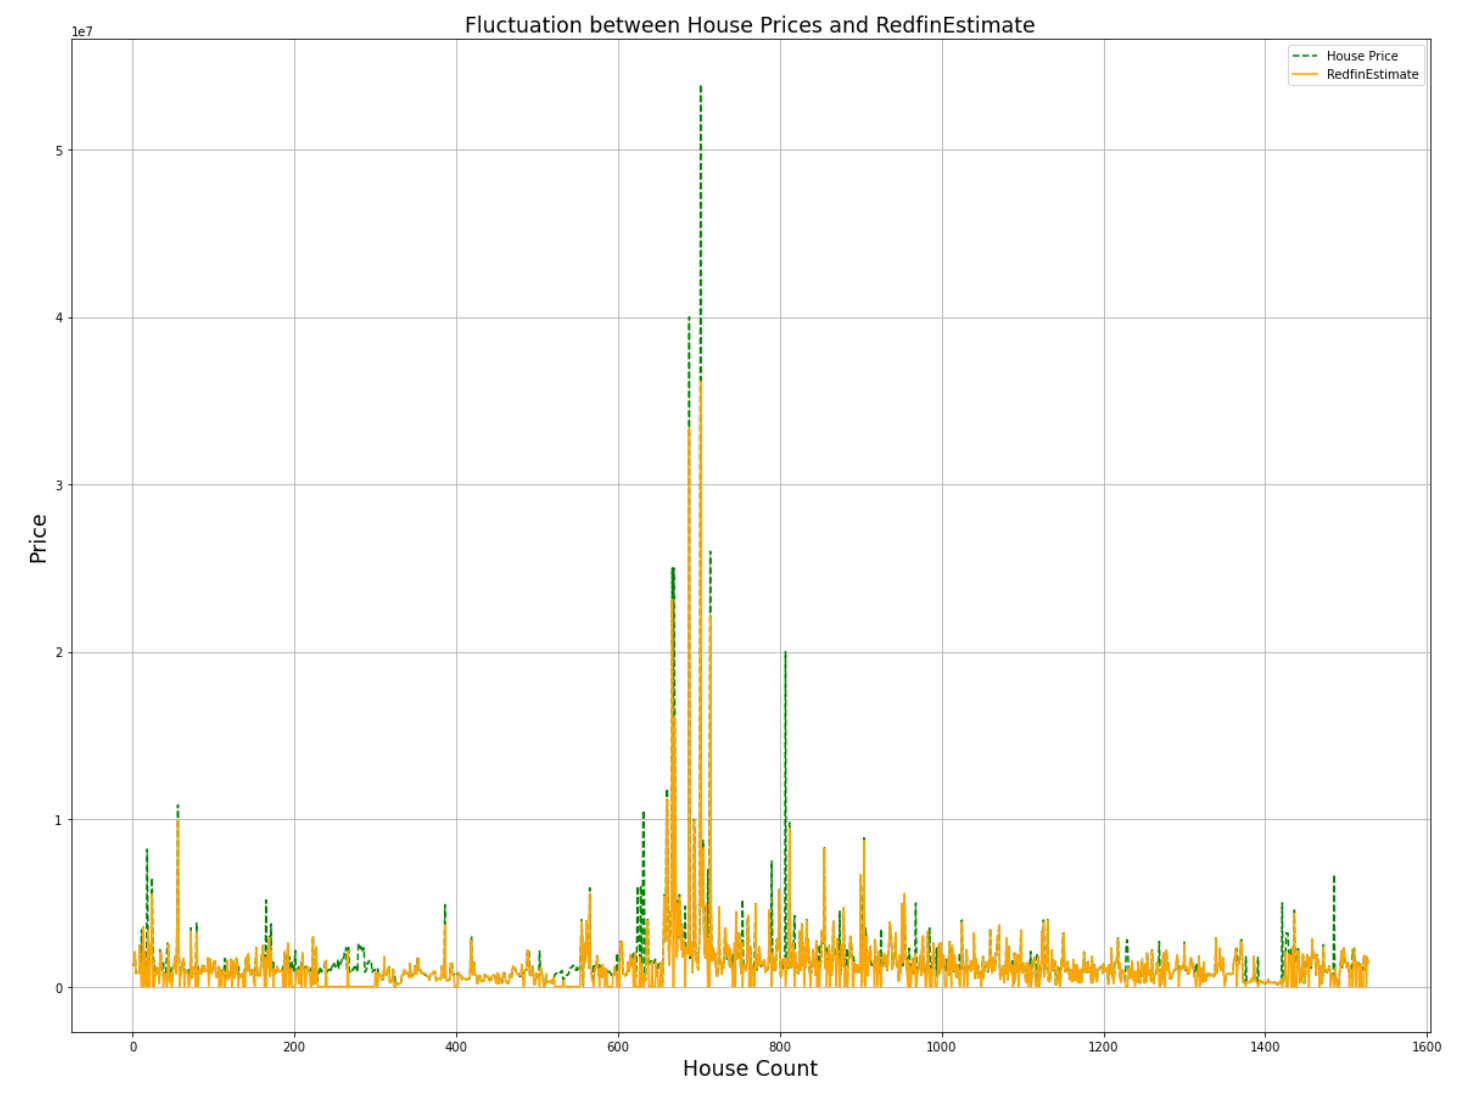 Fluctuation between House Prices and RedfinEstimate
1e7
House Price
RedfinEstimate
5
4
3
2
1
0
Price
0 200 400 600 800 1000 1200 1400 1600
House Count